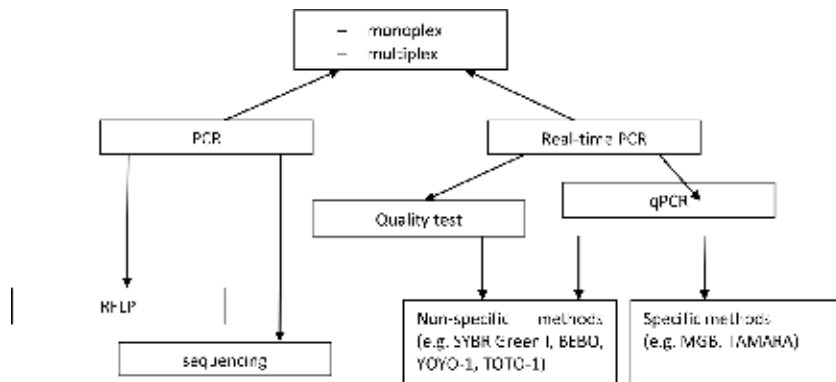 – monoplex
– multiplex
PCR
Real-time PCR
Quality test
qPCR
RFLP
sequencing
Non-specific methods
(e.g. SYBR Green I, BEBO,
YOYO-1, TOTO-1)
Specific methods
(e.g. MGB, TAMARA)